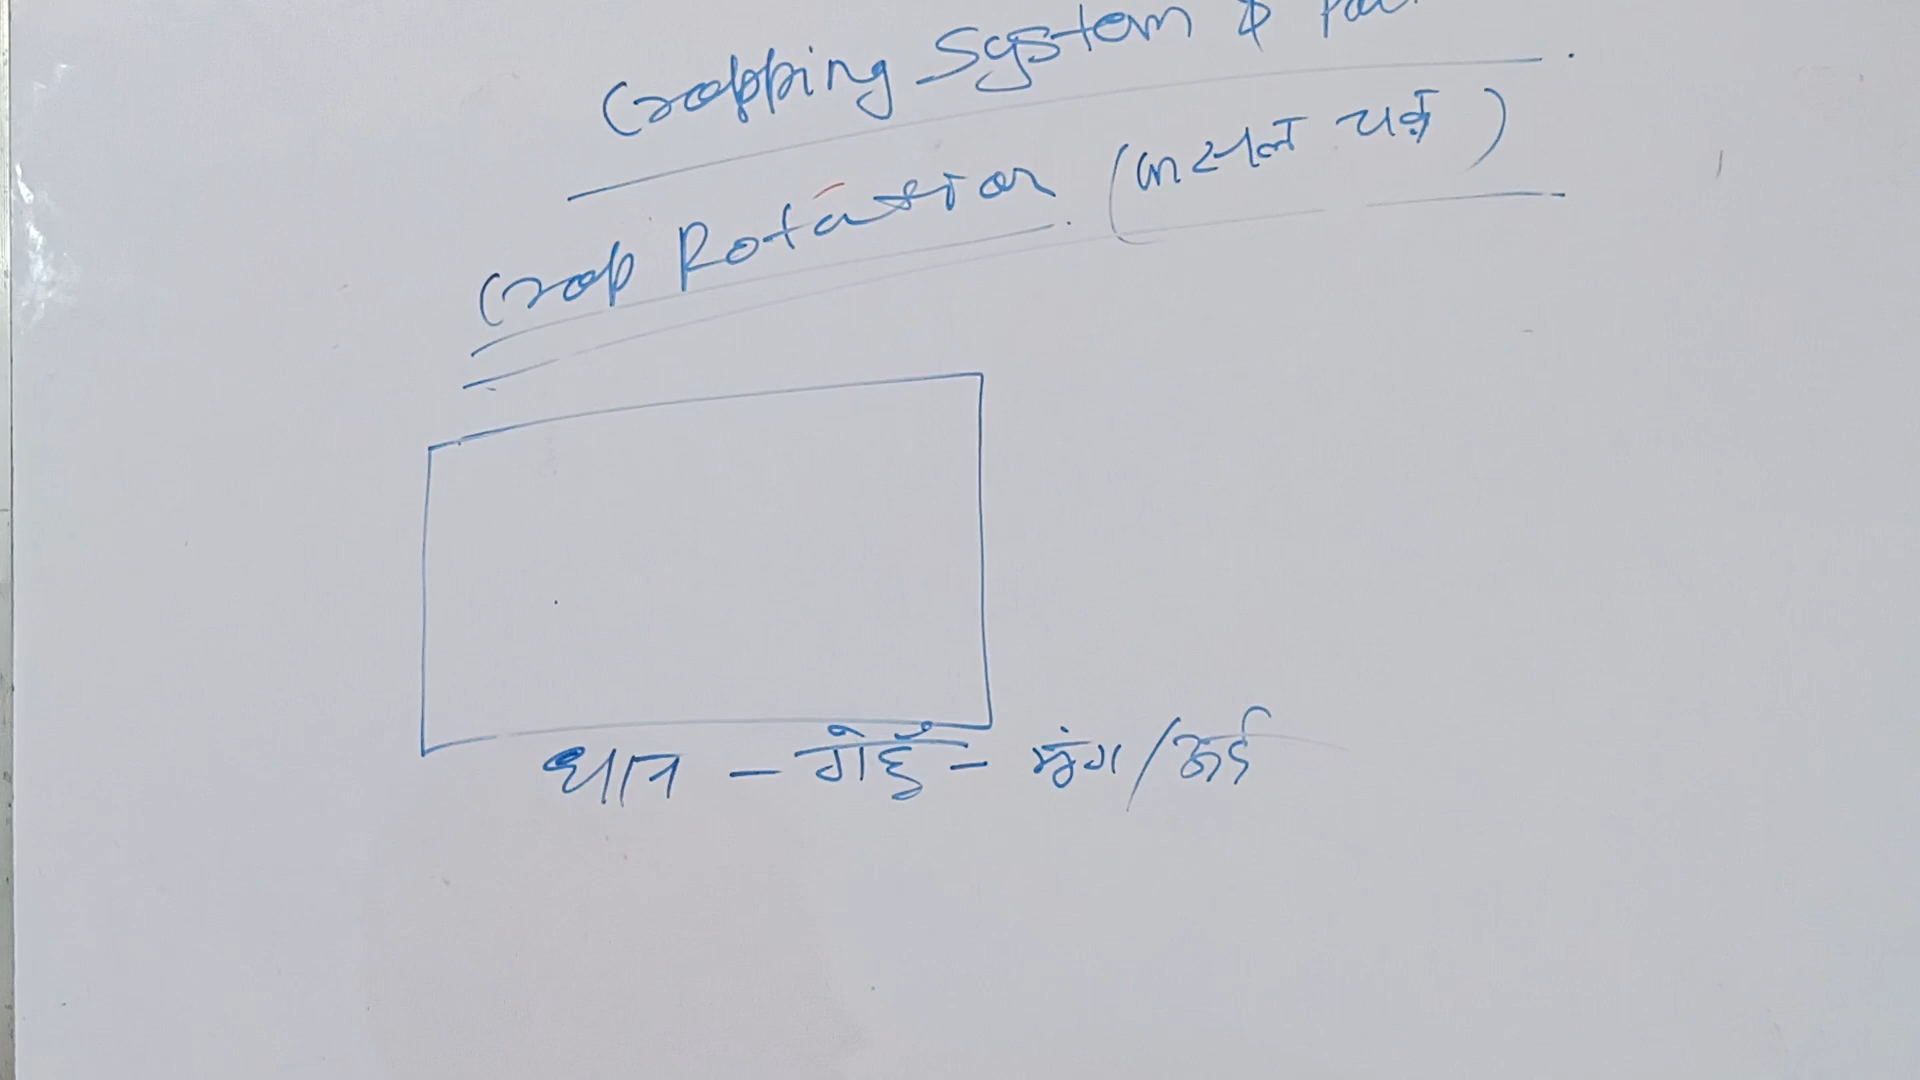 Cropping System &
Crop Rotation (फसल चक्र)
धान - गेहूँ - मूंग/उर्द